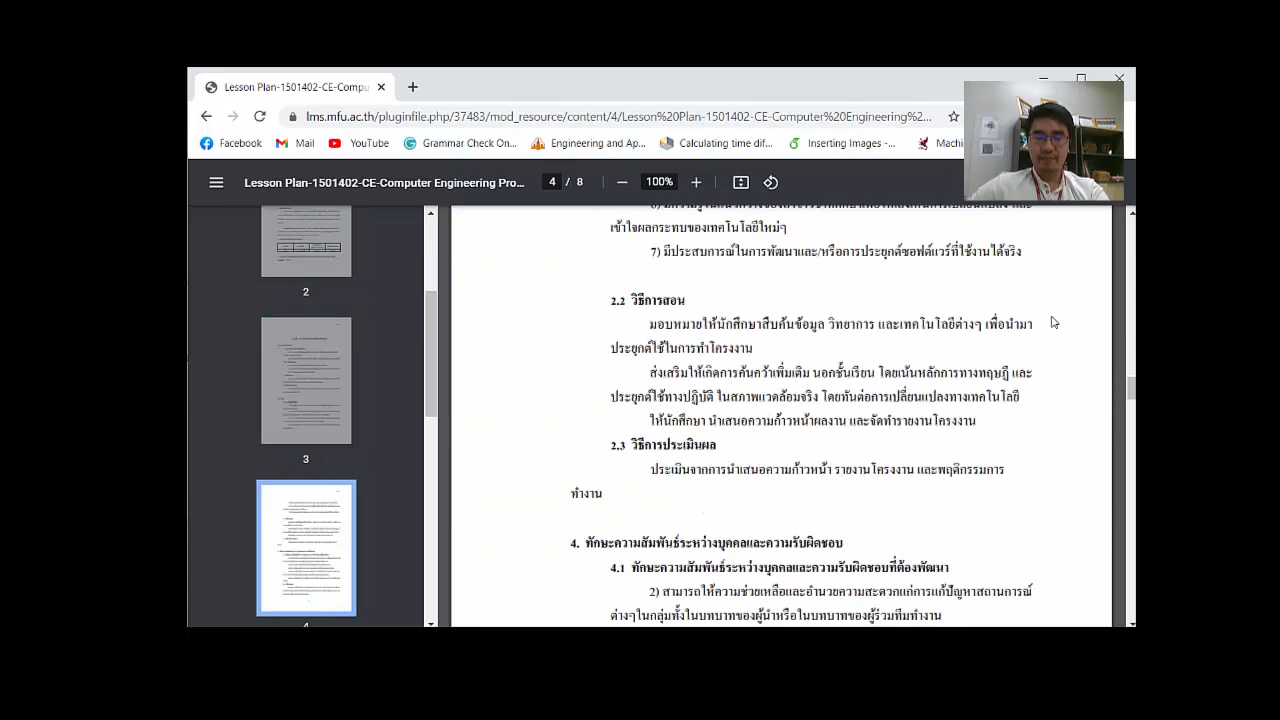 Lesson Plan-1501402-CE-Compu
lms.mfu.ac.th/pluginfile.php/37483/mod_resource/content/4/Lesson%20Plan-1501402-CE-Computer%20Engineering%2...
Facebook Mail YouTube Grammar Check On... Engineering and Ap... Calculating time dif... Inserting Images -... Machi
Lesson Plan-1501402-CE-Computer Engineering Pro... 4 / 8 100%
2
3
4
เข้าใจผลกระทบของเทคโนโลยีใหม่ๆ
7) มีประสบการณ์ในการพัฒนาและ/หรือการประยุกต์ซอฟต์แวร์ที่ใช้งานได้จริง
2.2 วิธีการสอน
มอบหมายให้นักศึกษาสืบค้นข้อมูล วิทยาการ และเทคโนโลยีต่างๆ เพื่อนำมา
ประยุกต์ใช้ในการทำโครงงาน
ส่งเสริมให้เกิดการค้นคว้าเพิ่มเติม นอกชั้นเรียน โดยเน้นหลักการทางทฤษฎี และ
ประยุกต์ใช้ทางปฏิบัติ ในสภาพแวดล้อมจริง โดยทันต่อการเปลี่ยนแปลงทางเทคโนโลยี
ให้นักศึกษา นำเสนอความก้าวหน้าผลงาน และจัดทำรายงานโครงงาน
2.3 วิธีการประเมินผล
ประเมินจากการนำเสนอความก้าวหน้า รายงานโครงงาน และพฤติกรรมการ
ทำงาน
4. ทักษะความสัมพันธ์ระหว่างบุคคลและความรับผิดชอบ
4.1 ทักษะความสัมพันธ์ระหว่างบุคคลและความรับผิดชอบที่ต้องพัฒนา
2) สามารถให้ความช่วยเหลือและอำนวยความสะดวกแก่การแก้ปัญหาสถานการณ์
ต่างๆในกลุ่มทั้งในบทบาทของผู้นำหรือในบทบาทของผู้ร่วมทีมทำงาน